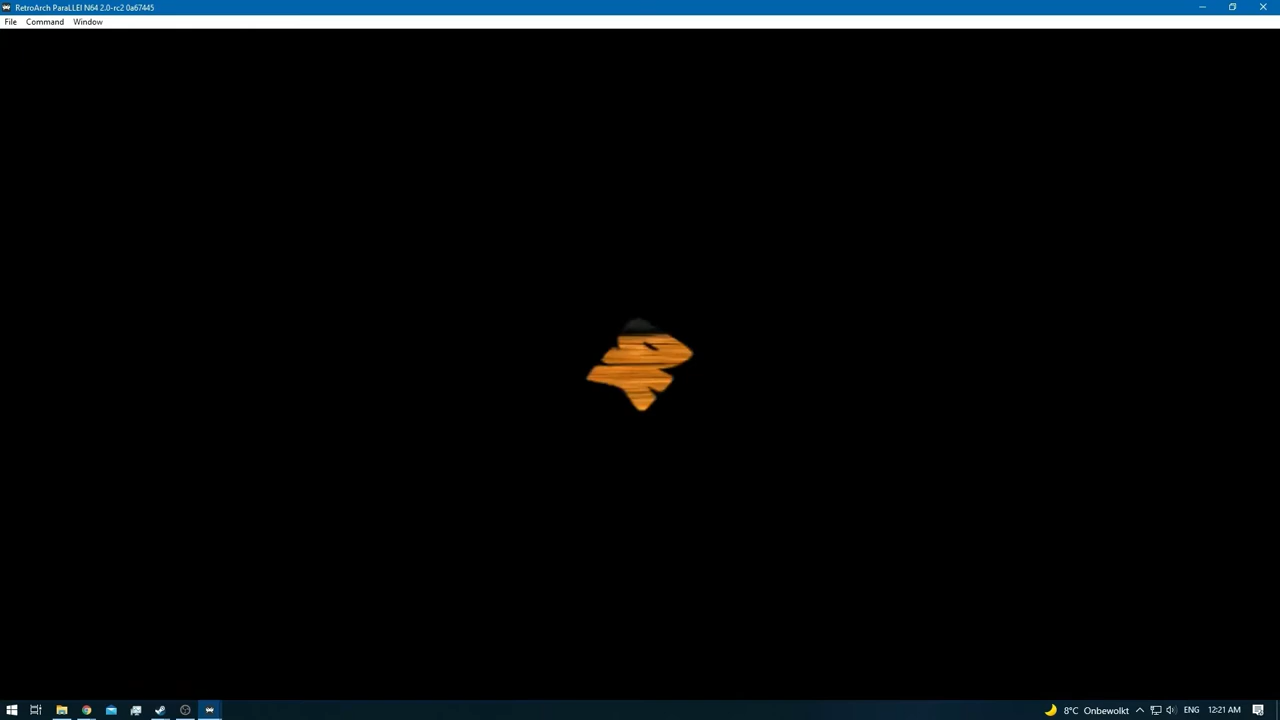 RetroArch ParaLLEl N64 2.0-rc2 0a67445
File Command Window
8°C Onbewolkt ENG 12:21 AM